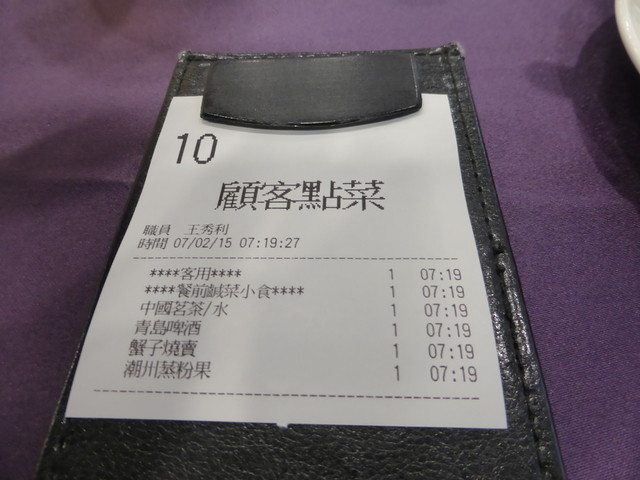 10
顧客點菜
職員 王秀利
時間 07/02/15 07:19:27
****客用**** 1 07:19
****餐前鹹菜小食**** 1 07:19
中國茗茶/水 1 07:19
青島啤酒 1 07:19
蟹子燒賣 1 07:19
潮州蒸粉果 1 07:19